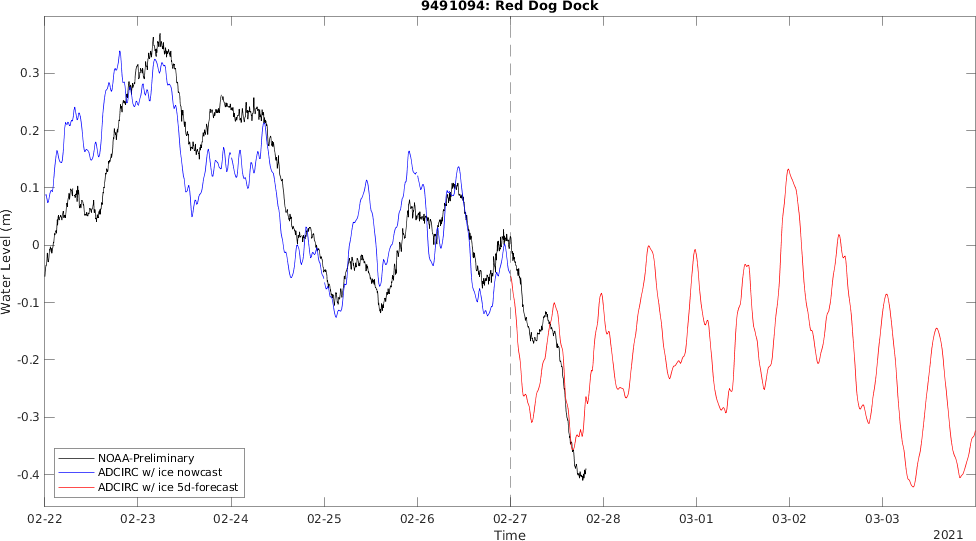 9491094: Red Dog Dock
Water Level (m)
0.3
0.2
0.1
0
-0.1
-0.2
-0.3
-0.4
NOAA-Preliminary
ADCIRC w/ ice nowcast
ADCIRC w/ ice 5d-forecast
02-22 02-23 02-24 02-25 02-26 02-27 02-28 03-01 03-02 03-03
Time
2021